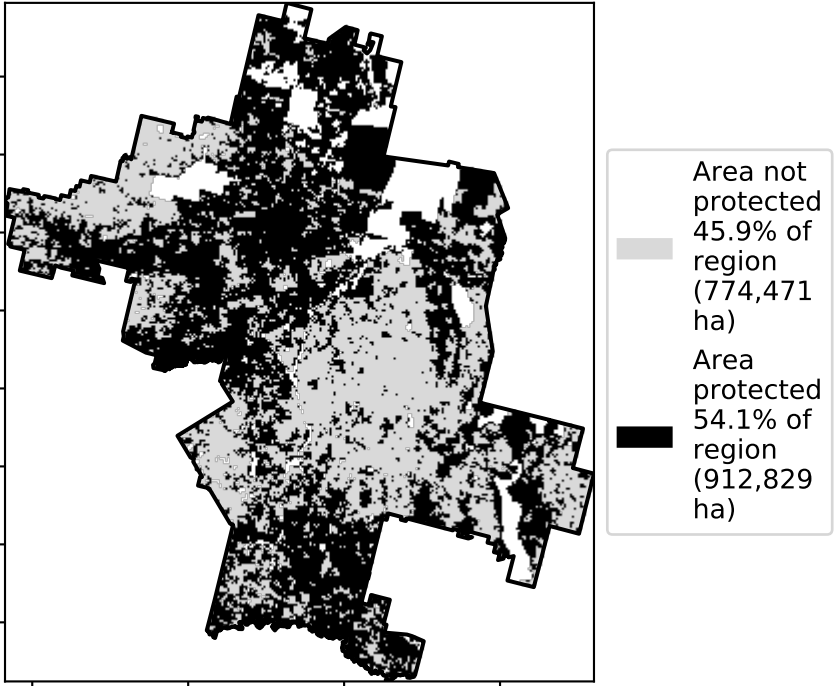 Area not
protected
45.9% of
region
(774,471
ha)
Area
protected
54.1% of
region
(912,829
ha)